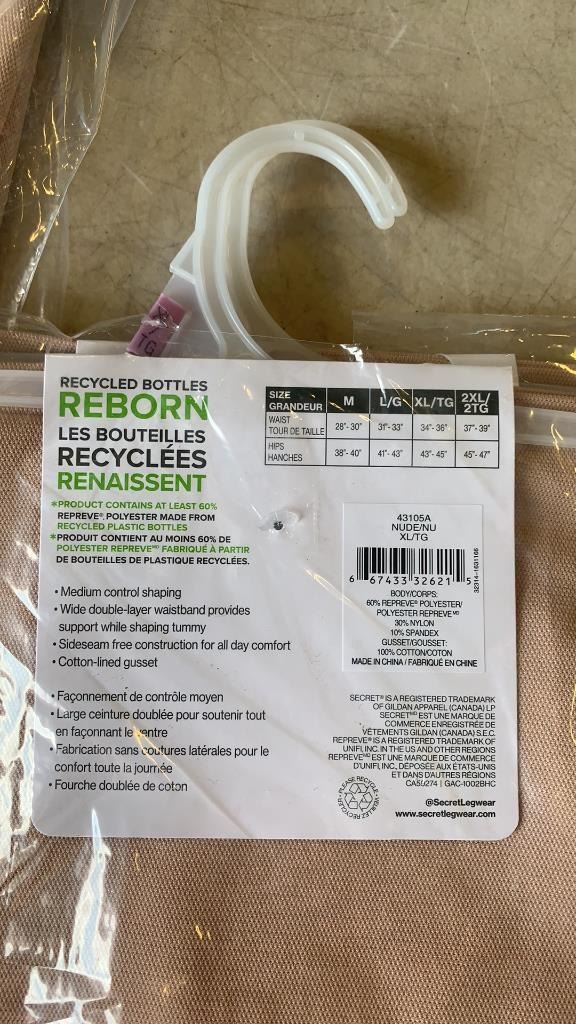 X
TG
RECYCLED BOTTLES
REBORN
LES BOUTEILLES
RECYCLÉES
RENAISSENT
*PRODUCT CONTAINS AT LEAST 60%
REPREVE® POLYESTER MADE FROM
RECYCLED PLASTIC BOTTLES
*PRODUIT CONTIENT AU MOINS 60% DE
POLYESTER REPREVE MD FABRIQUÉ À PARTIR
DE BOUTEILLES DE PLASTIQUE RECYCLÉES.
SIZE GRANDEUR M L/G XL/TG 2XL/2TG
WAIST TOUR DE TAILLE 28"- 30" 31"- 33" 34"- 36" 37"- 39"
HIPS HANCHES 38"- 40" 41"- 43" 43"- 45" 45"- 47"
• Medium control shaping
• Wide double-layer waistband provides
support while shaping tummy
• Sideseam free construction for all day comfort
• Cotton-lined gusset
• Façonnement de contrôle moyen
• Large ceinture doublée pour soutenir tout
en façonnant le ventre
• Fabrication sans coutures latérales pour le
confort toute la journée
• Fourche doublée de coton
43105A
NUDE/NU
XL/TG
6 67433 32621 5
32314-1631166
BODY/CORPS:
60% REPREVE® POLYESTER/
POLYESTER REPREVE MD
30% NYLON
10% SPANDEX
GUSSET/GOUSSET:
100% COTTON/COTON
MADE IN CHINA / FABRIQUÉ EN CHINE
SECRET® IS A REGISTERED TRADEMARK
OF GILDAN APPAREL (CANADA) LP
SECRET MD EST UNE MARQUE DE
COMMERCE ENREGISTRÉE DE
VÊTEMENTS GILDAN (CANADA) S.E.C.
REPREVE® IS A REGISTERED TRADEMARK OF
UNIFI, INC. IN THE US AND OTHER REGIONS
REPREVE MD EST UNE MARQUE DE COMMERCE
D'UNIFI, INC., DÉPOSÉE AUX ÉTATS-UNIS
ET DANS D'AUTRES RÉGIONS
CA59274 | GAC-1002BHC
PLEASE RECYCLE • VEUILLEZ RECYCLER
@SecretLegwear
www.secretlegwear.com